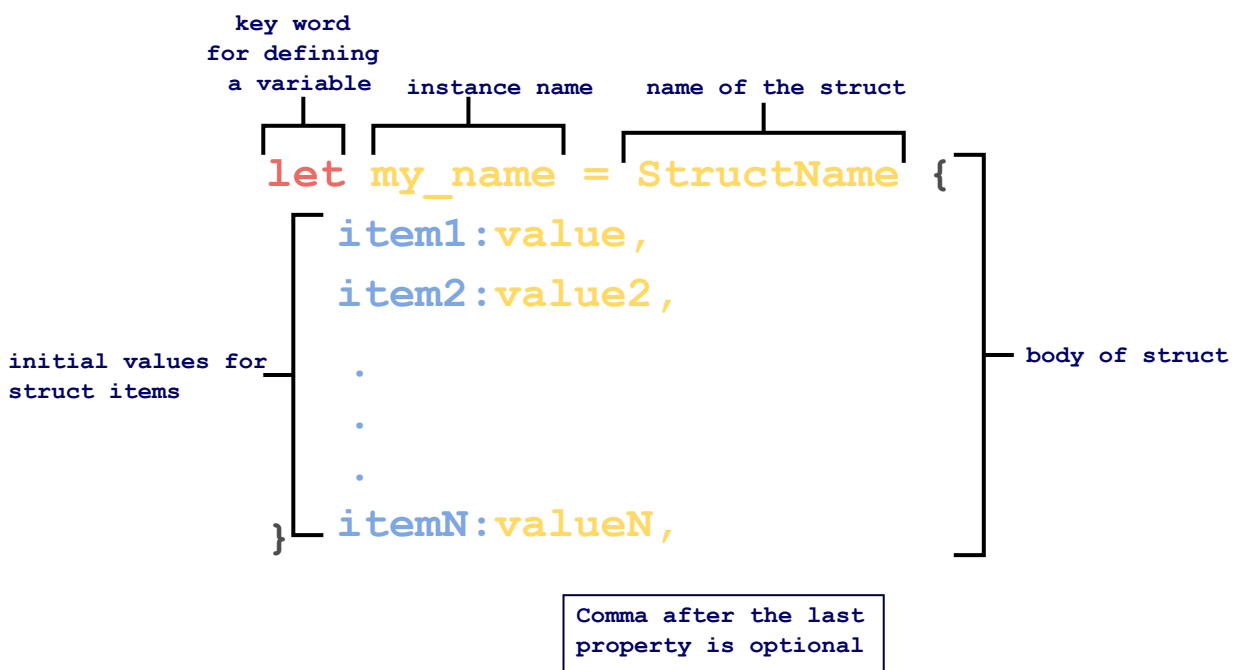 key word
for defining
a variable
instance name
name of the struct
let my_name = StructName {
item1:value,
item2:value2,
initial values for
struct items
.
.
.
body of struct
itemN:valueN,
}
Comma after the last
property is optional